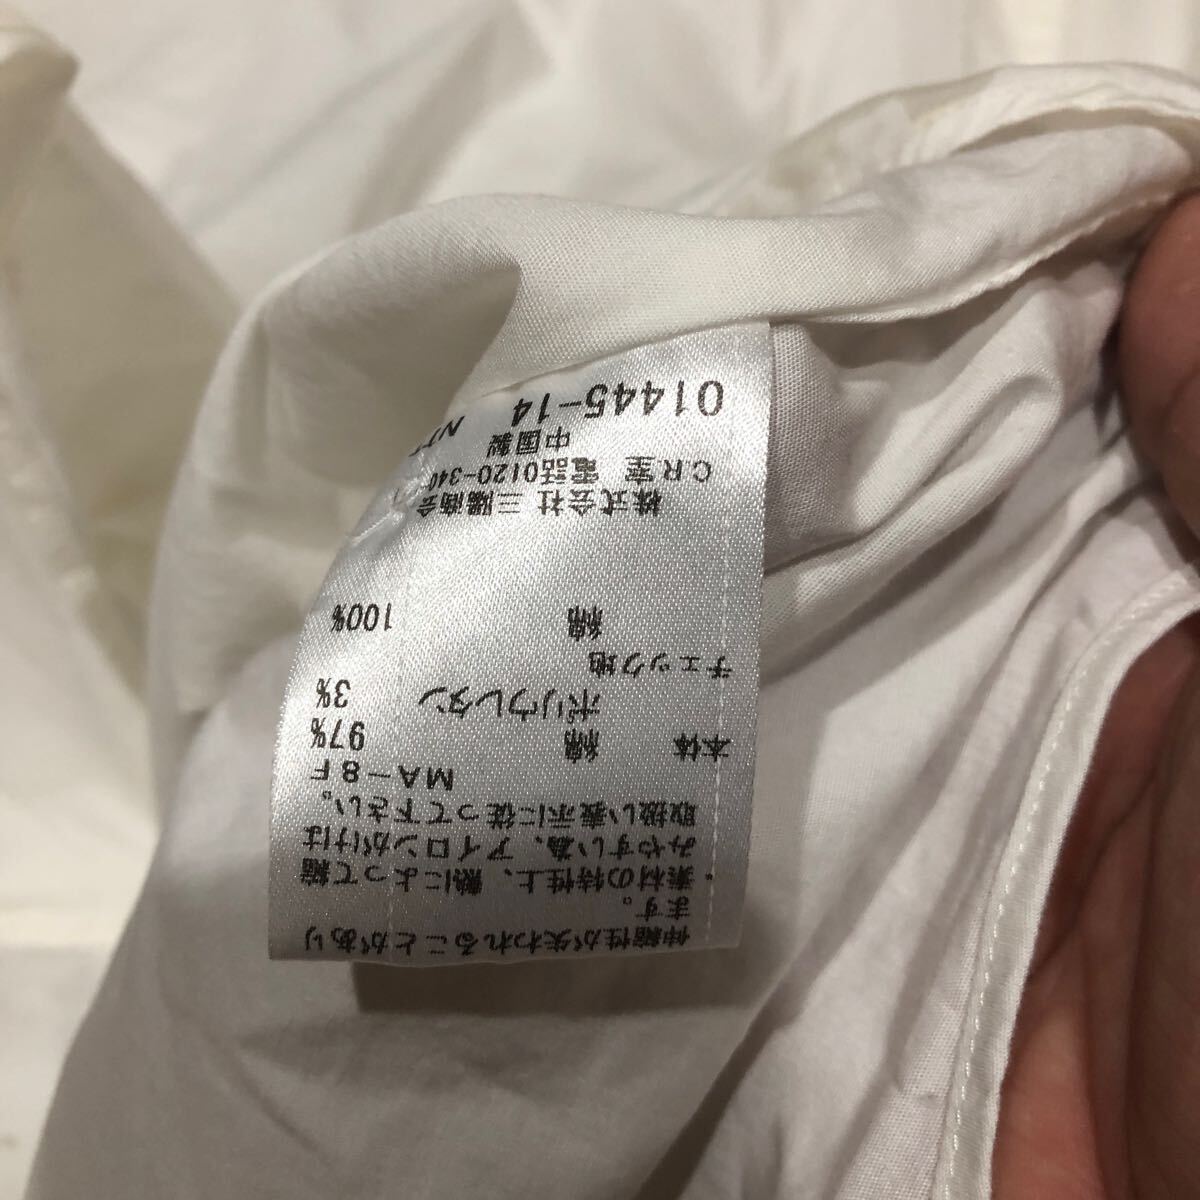 伸縮性が失われることがあり
ます。
・素材の特性上、熱によって縮
みやすい為、アイロンがけは
取扱い表示に従って下さい。
MA-8F
本体 綿 97%
ポリウレタン 3%
チェック地
綿 100%
株式会社 三陽商会
C.R室 電話0120-340
中国製
01445-14